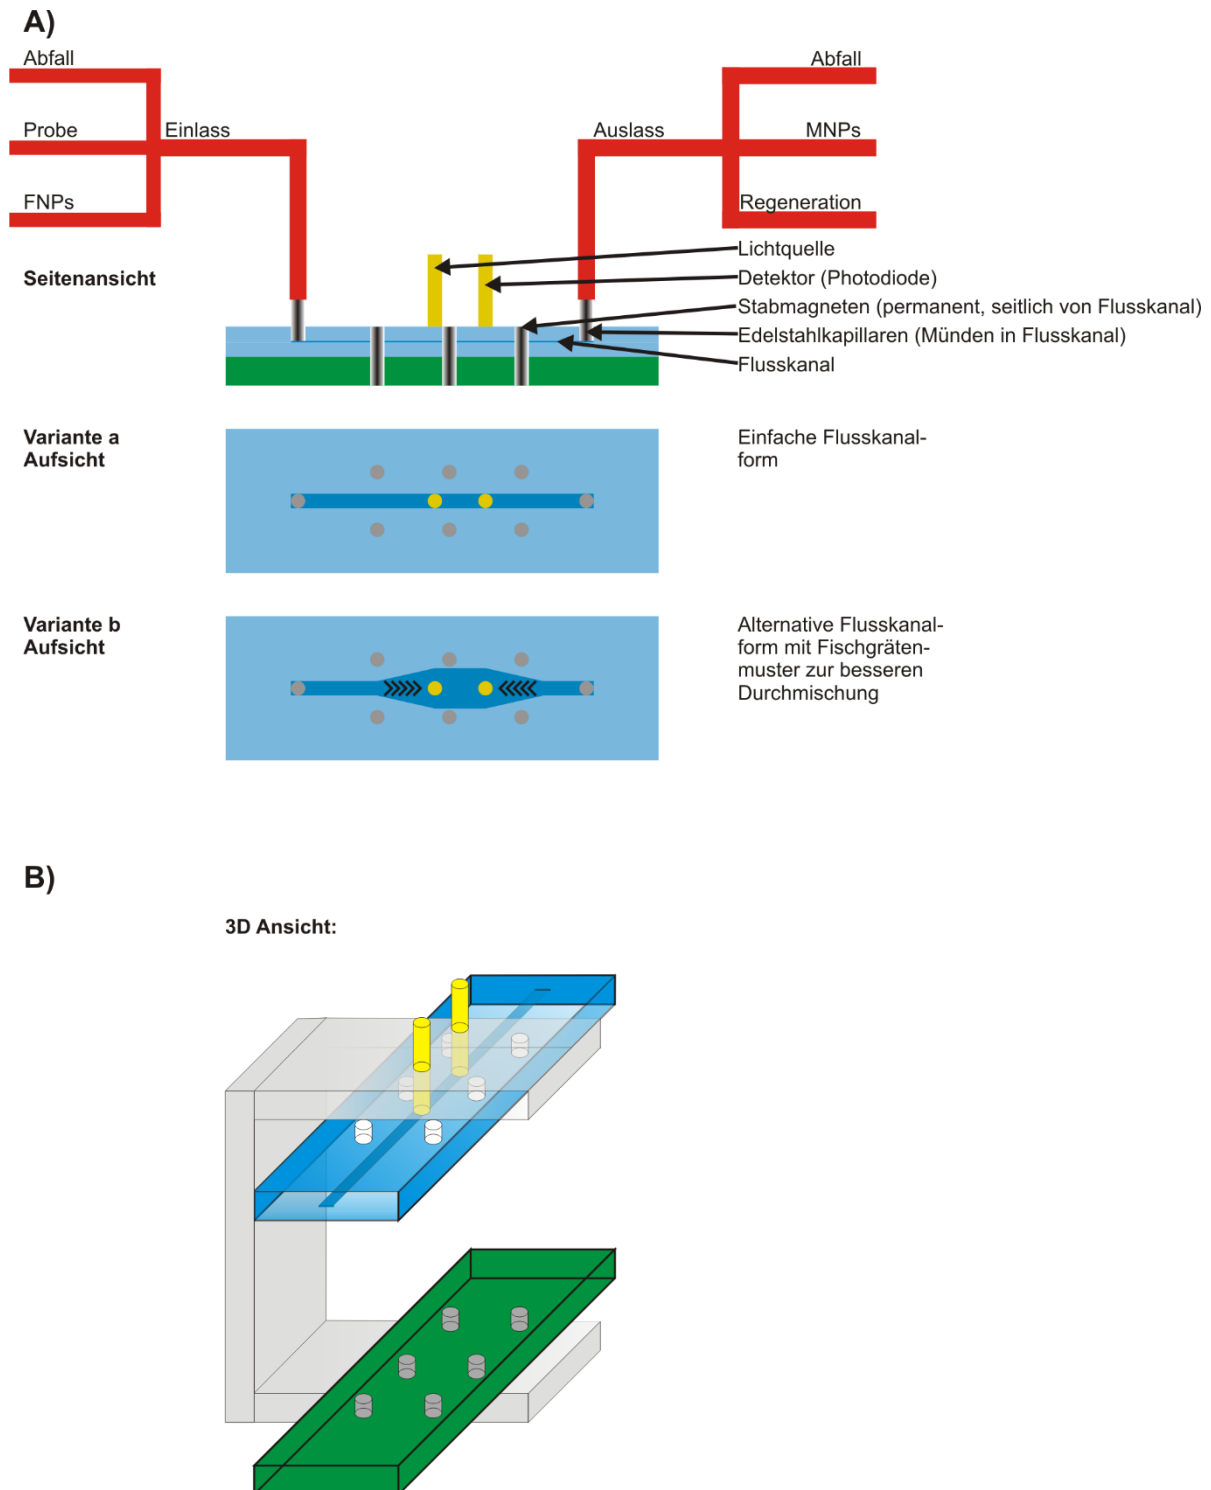 A)
Abfall
Abfall
Probe
Einlass
Auslass
MNPs
FNPs
Regeneration
Lichtquelle
Seitenansicht
Detektor (Photodiode)
Stabmagneten (permanent, seitlich von Flusskanal)
Edelstahlkapillaren (Münden in Flusskanal)
Flusskanal
Variante a
Aufsicht
Einfache Flusskanal-
form
Variante b
Aufsicht
Alternative Flusskanal-
form mit Fischgräten-
muster zur besseren
Durchmischung
B)
3D Ansicht: